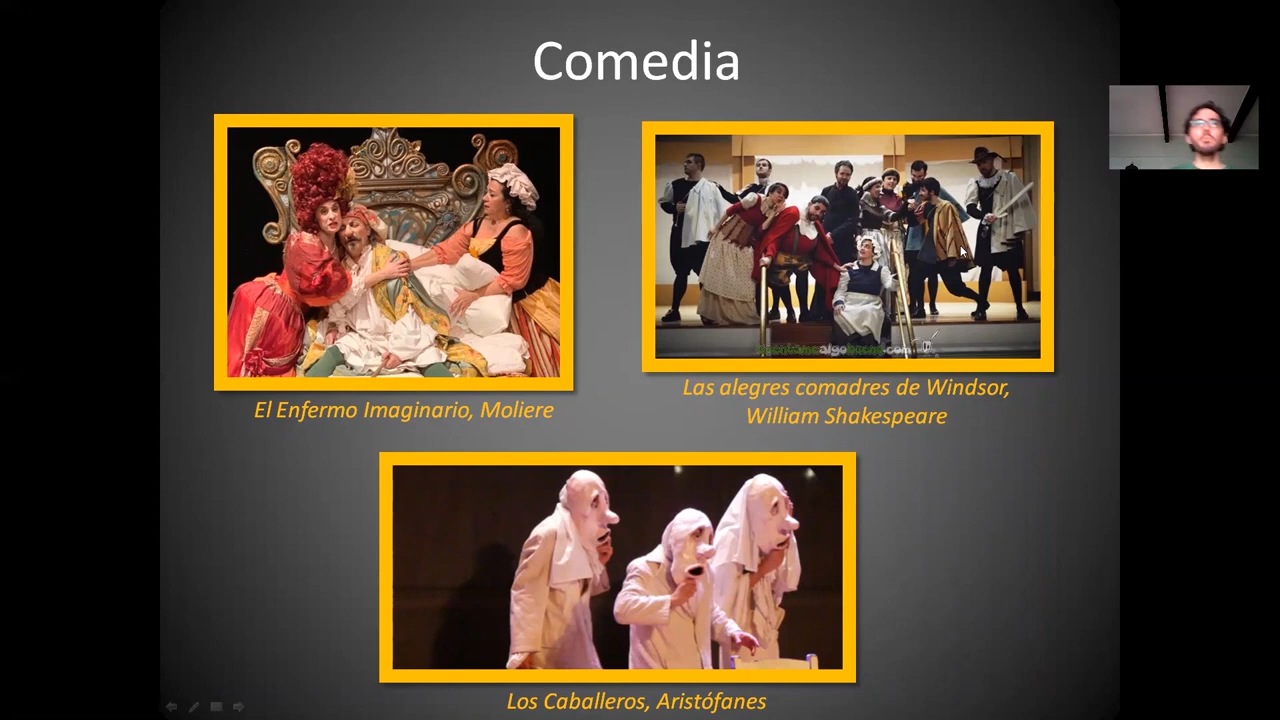 Comedia
El Enfermo Imaginario, Moliere
Las alegres comadres de Windsor,
William Shakespeare
Los Caballeros, Aristófanes